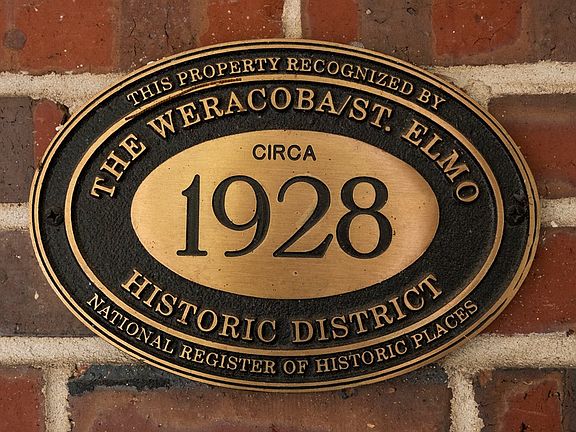 THIS PROPERTY RECOGNIZED BY
THE WERACOBA/ST. ELMO
CIRCA
1928
HISTORIC DISTRICT
NATIONAL REGISTER OF HISTORIC PLACES